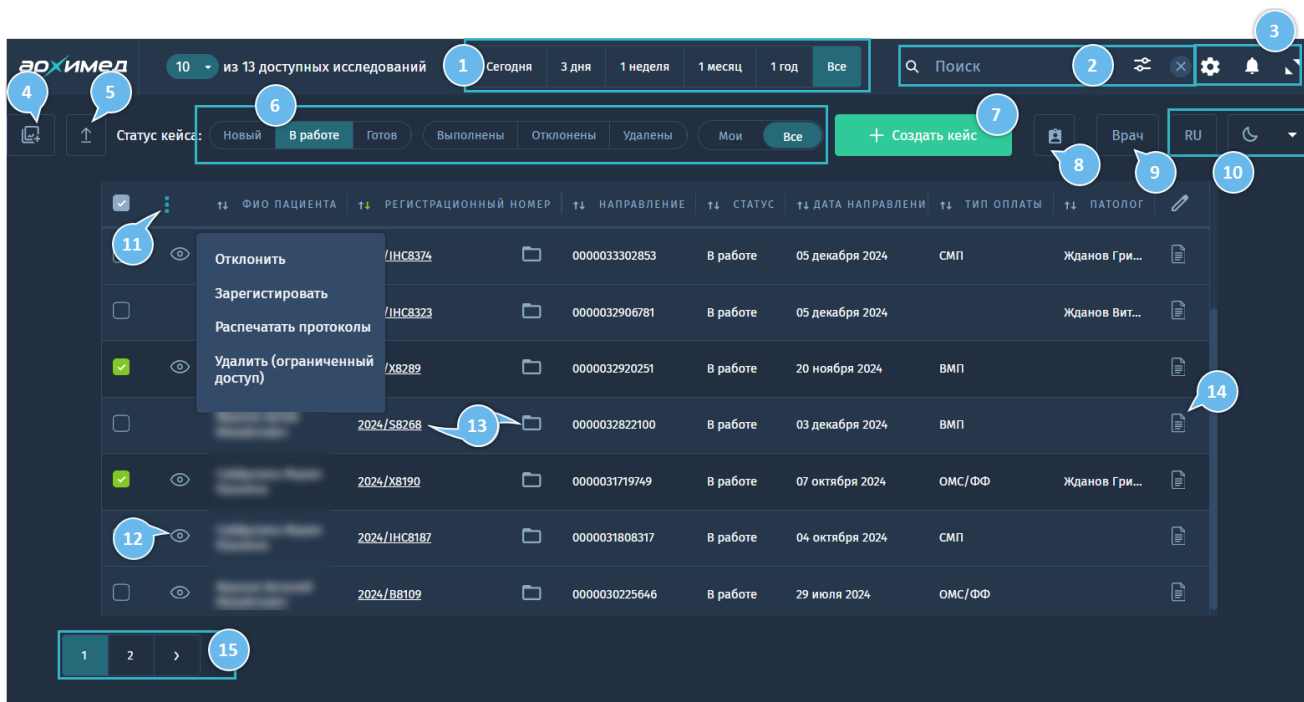 3
архимед
10 из 13 доступных исследований 1 Сегодня 3 дня 1 неделя 1 месяц 1 год Все Поиск 2
4 5 6 7
Статус кейса: Новый В работе Готов Выполнены Отклонены Удалены Мои Все + Создать кейс Врач RU
8 9 10
ФИО ПАЦИЕНТА РЕГИСТРАЦИОННЫЙ НОМЕР НАПРАВЛЕНИЕ СТАТУС ДАТА НАПРАВЛЕНИ ТИП ОПЛАТЫ ПАТОЛОГ
11
Отклонить
Зарегистировать
Распечатать протоколы
Удалить (ограниченный
доступ)
/IHC8374 0000033302853 В работе 05 декабря 2024 СМП Жданов Гри...
/IHC8323 0000032906781 В работе 05 декабря 2024 Жданов Вит...
/X8289 0000032920251 В работе 20 ноября 2024 ВМП
14
2024/S8268 13 0000032822100 В работе 03 декабря 2024 ВМП
2024/X8190 0000031719749 В работе 07 октября 2024 ОМС/ФФ Жданов Гри...
12 2024/IHC8187 0000031808317 В работе 04 октября 2024 СМП
2024/B8109 0000030225646 В работе 29 июля 2024 ОМС/ФФ
1 2 › 15